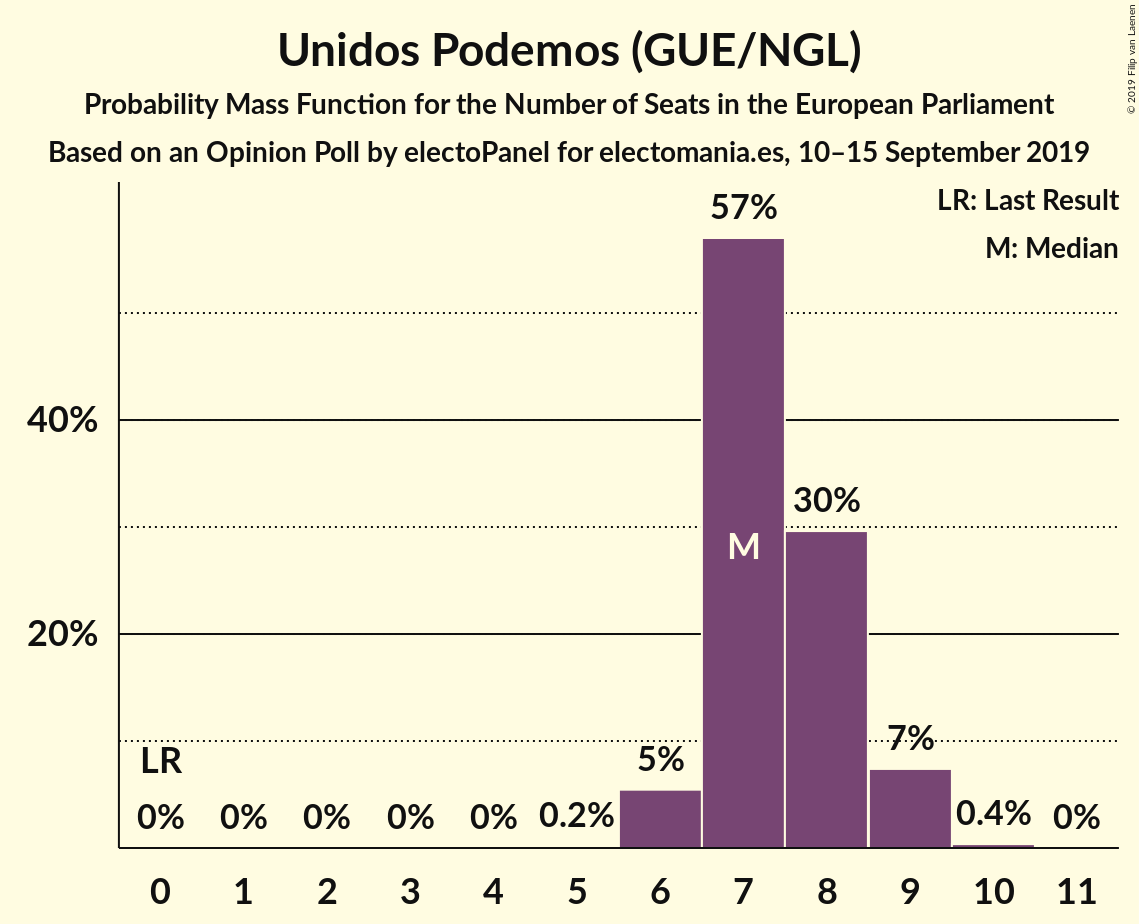 Unidos Podemos (GUE/NGL)
Probability Mass Function for the Number of Seats in the European Parliament
Based on an Opinion Poll by electoPanel for electomania.es, 10–15 September 2019
© 2019 Filip van Laenen
LR: Last Result
M: Median
57%
40%
30%
M
20%
LR
5%
7%
0%
0%
0%
0%
0%
0.2%
0.4%
0%
0 1 2 3 4 5 6 7 8 9 10 11